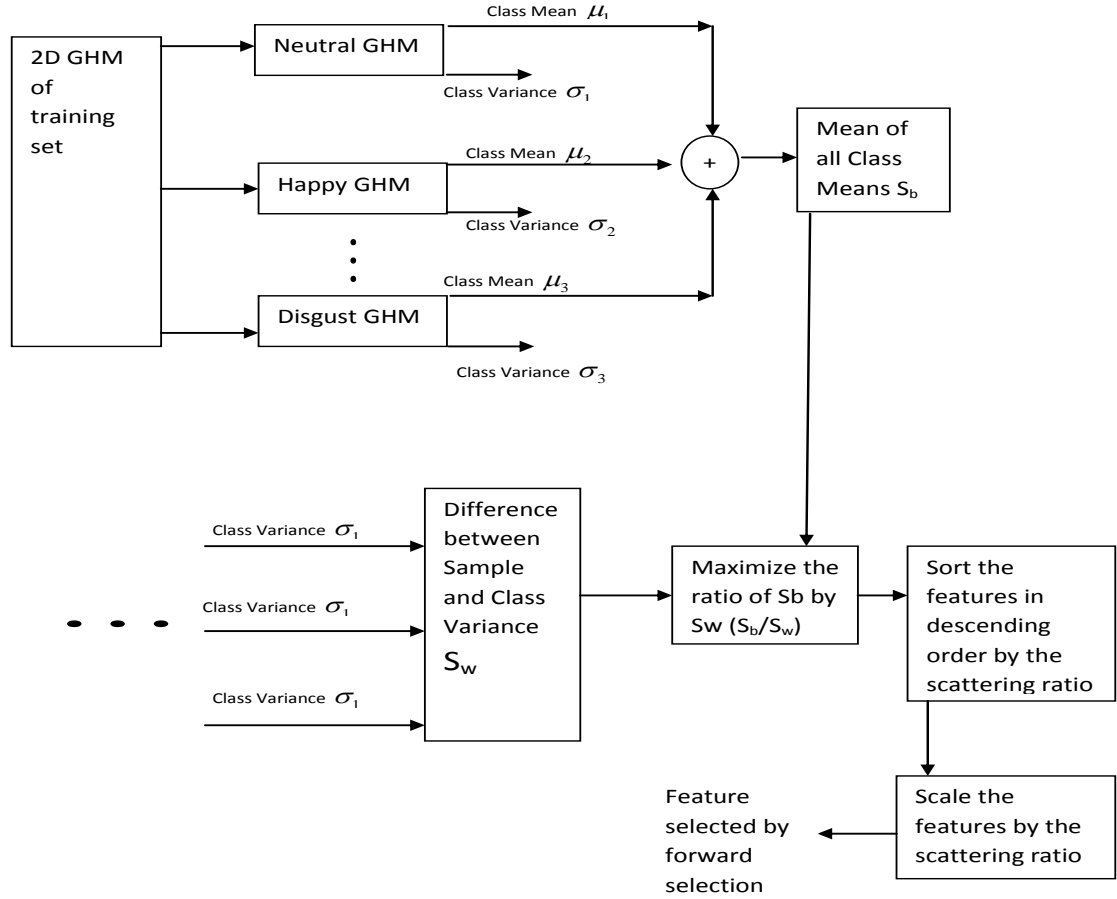 2D GHM
of
training
set
Neutral GHM
Class Mean μ₁
Class Variance σ₁
Happy GHM
Class Mean μ₂
Class Variance σ₂
Disgust GHM
Class Mean μ₃
Class Variance σ₃
+
Mean of
all Class
Means S_b
Class Variance σ₁
Class Variance σ₁
Class Variance σ₁
Difference
between
Sample
and Class
Variance
S_w
Maximize the
ratio of Sb by
Sw (S_b/S_w)
Sort the
features in
descending
order by the
scattering ratio
Scale the
features by the
scattering ratio
Feature
selected by
forward
selection